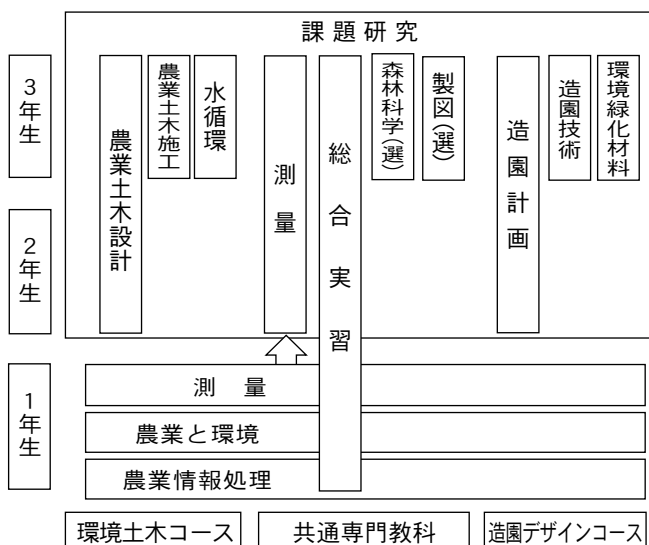 課題研究
3年生
農業土木設計
農業土木施工
水循環
測量
総合実習
森林科学(選)
製図(選)
造園計画
造園技術
環境緑化材料
2年生
1年生
測量
農業と環境
農業情報処理
環境土木コース
共通専門教科
造園デザインコース